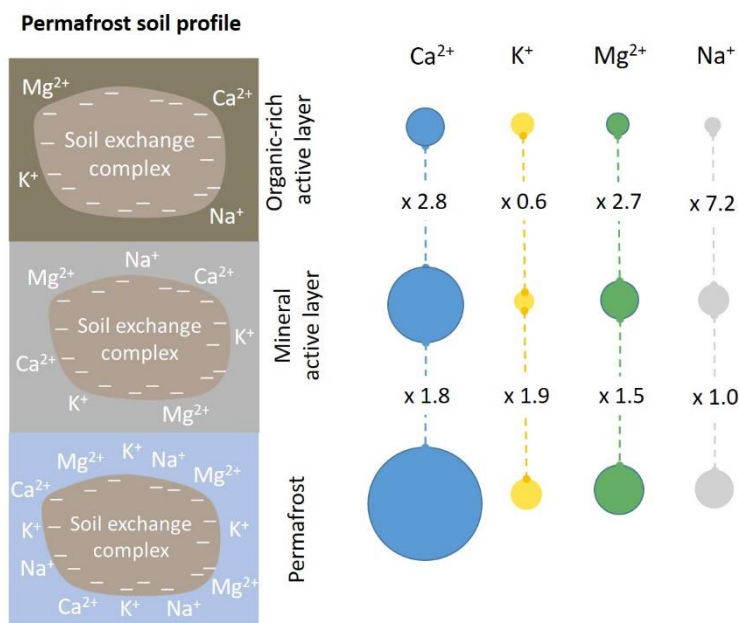 Permafrost soil profile
Ca²⁺ K⁺ Mg²⁺ Na⁺
Mg²⁺
Ca²⁺
Soil exchange
complex
K⁺
Na⁺
Organic-rich
active layer
x 2.8 x 0.6 x 2.7 x 7.2
Na⁺
Mg²⁺ Ca²⁺
Soil exchange
complex
K⁺
Ca²⁺
K⁺
Mg²⁺
Mineral
active layer
x 1.8 x 1.9 x 1.5 x 1.0
K⁺
Mg²⁺ Na⁺ Mg²⁺
Ca²⁺
K⁺ Soil exchange K⁺
complex
Na⁺
Mg²⁺
Ca²⁺ K⁺ Na⁺
Permafrost